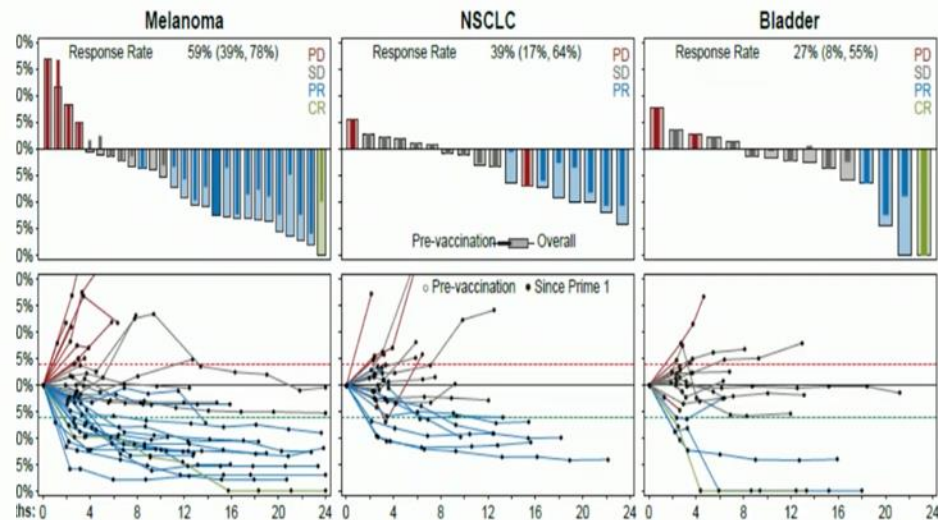 Melanoma
NSCLC
Bladder
Response Rate 59% (39%, 78%)
PD
SD
PR
CR
Response Rate 39% (17%, 64%)
PD
SD
PR
Response Rate 27% (8%, 55%)
PD
SD
PR
CR
0%
5%
0%
5%
0%
5%
0%
5%
0%
Pre-vaccination Overall
0%
5%
0%
5%
0%
5%
0%
5%
0%
Pre-vaccination Since Prime 1
hs: 0 4 8 12 16 20 24
0 4 8 12 16 20 24
0 4 8 12 16 20 24